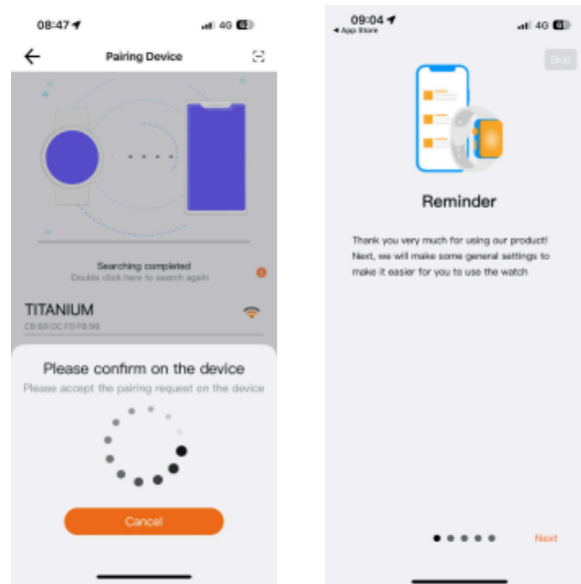 08:47
4G
Pairing Device
Searching completed
Double click here to search again
TITANIUM
Please confirm on the device
Please accept the pairing request on the device
Cancel
09:04
App Store
4G
Skip
Reminder
Thank you very much for using our product!
Next, we will make some general settings to
make it easier for you to use the watch
Next